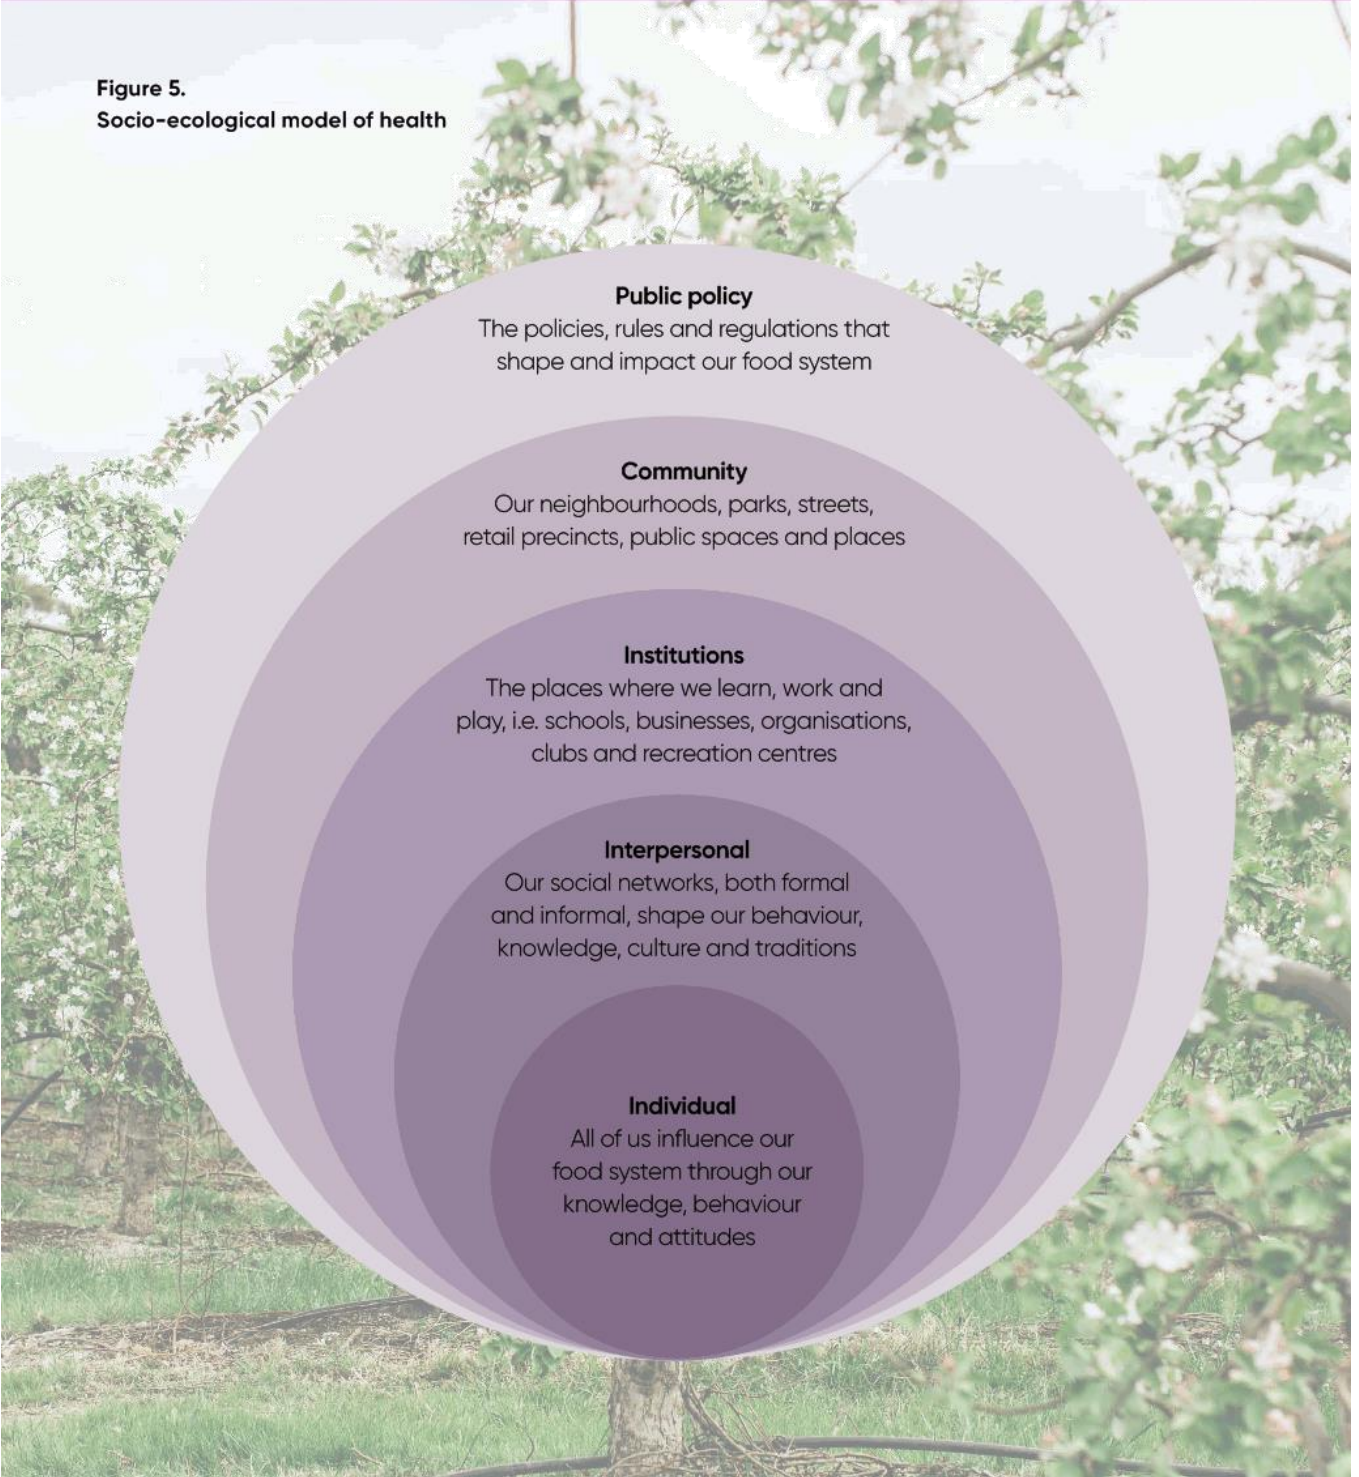 Figure 5.
Socio-ecological model of health
Public policy
The policies, rules and regulations that
shape and impact our food system
Community
Our neighbourhoods, parks, streets,
retail precincts, public spaces and places
Institutions
The places where we learn, work and
play, i.e. schools, businesses, organisations,
clubs and recreation centres
Interpersonal
Our social networks, both formal
and informal, shape our behaviour,
knowledge, culture and traditions
Individual
All of us influence our
food system through our
knowledge, behaviour
and attitudes